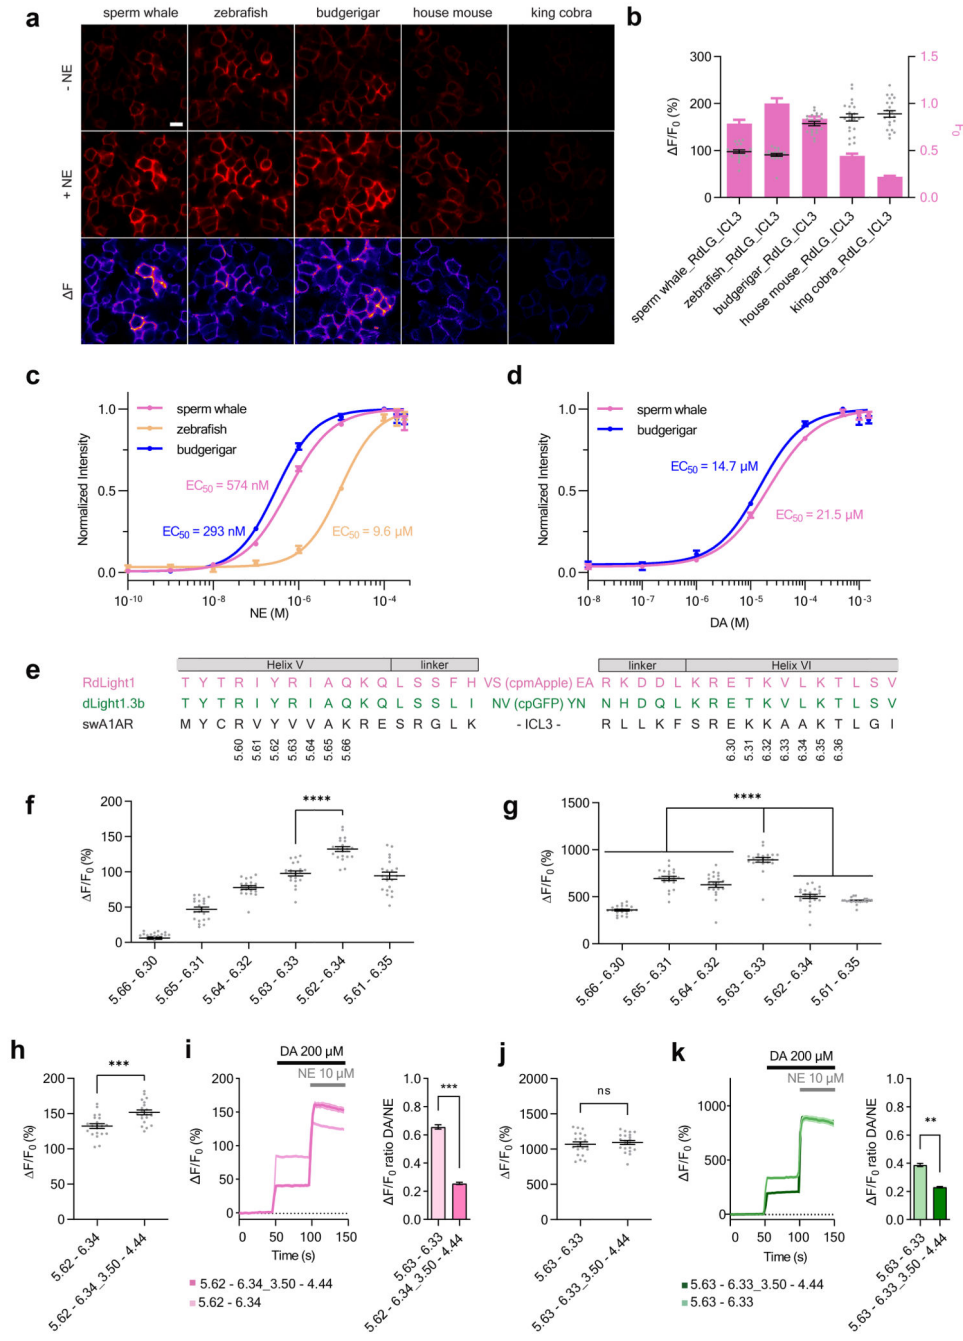 a
sperm whale zebrafish budgerigar house mouse king cobra
- NE
+ NE
ΔF
b
ΔF/F0 (%)
300
200
100
0
1.5
1.0
0.5
0.0
F0
sperm whale_RdLG_ICL3
zebrafish_RdLG_ICL3
budgerigar_RdLG_ICL3
house mouse_RdLG_ICL3
king cobra_RdLG_ICL3
c
Normalized Intensity
1.0
0.5
0.0
sperm whale
zebrafish
budgerigar
EC50 = 574 nM
EC50 = 293 nM
EC50 = 9.6 µM
10⁻¹⁰ 10⁻⁸ 10⁻⁶ 10⁻⁴
NE (M)
d
Normalized Intensity
1.0
0.5
0.0
sperm whale
budgerigar
EC50 = 14.7 µM
EC50 = 21.5 µM
10⁻⁸ 10⁻⁷ 10⁻⁶ 10⁻⁵ 10⁻⁴ 10⁻³
DA (M)
e
Helix V linker linker Helix VI
RdLight1 T Y T R I Y R I A Q K Q L S S F H VS (cpmApple) EA R K D D L K R E T K V L K T L S V
dLight1.3b T Y T R I Y R I A Q K Q L S S L I NV (cpGFP) YN N H D Q L K R E T K V L K T L S V
swA1AR M Y C R V Y V V A K R E S R G L K - ICL3 - R L L K F S R E K K A A K T L G I
5.60 5.61 5.62 5.63 5.64 5.65 5.66 6.30 5.31 6.32 6.33 6.34 6.35 6.36
f
ΔF/F0 (%)
200
150
100
50
0
****
5.66 - 6.30
5.65 - 6.31
5.64 - 6.32
5.63 - 6.33
5.62 - 6.34
5.61 - 6.35
g
ΔF/F0 (%)
1500
1000
500
0
****
5.66 - 6.30
5.65 - 6.31
5.64 - 6.32
5.63 - 6.33
5.62 - 6.34
5.61 - 6.35
h
ΔF/F0 (%)
200
150
100
50
0
***
5.62 - 6.34
5.62 - 6.34_3.50 - 4.44
i
DA 200 µM
NE 10 µM
ΔF/F0 (%)
200
150
100
50
0
0 50 100 150
Time (s)
5.62 - 6.34_3.50 - 4.44
5.62 - 6.34
ΔF/F0 ratio DA/NE
1.0
0.8
0.6
0.4
0.2
0.0
***
5.63 - 6.33
5.62 - 6.34_3.50 - 4.44
j
ΔF/F0 (%)
2000
1500
1000
500
0
ns
5.63 - 6.33
5.63 - 6.33_3.50 - 4.44
k
DA 200 µM
NE 10 µM
ΔF/F0 (%)
1000
500
0
0 50 100 150
Time (s)
5.63 - 6.33_3.50 - 4.44
5.63 - 6.33
ΔF/F0 ratio DA/NE
1.0
0.8
0.6
0.4
0.2
0.0
**
5.63 - 6.33
5.63 - 6.33_3.50 - 4.44